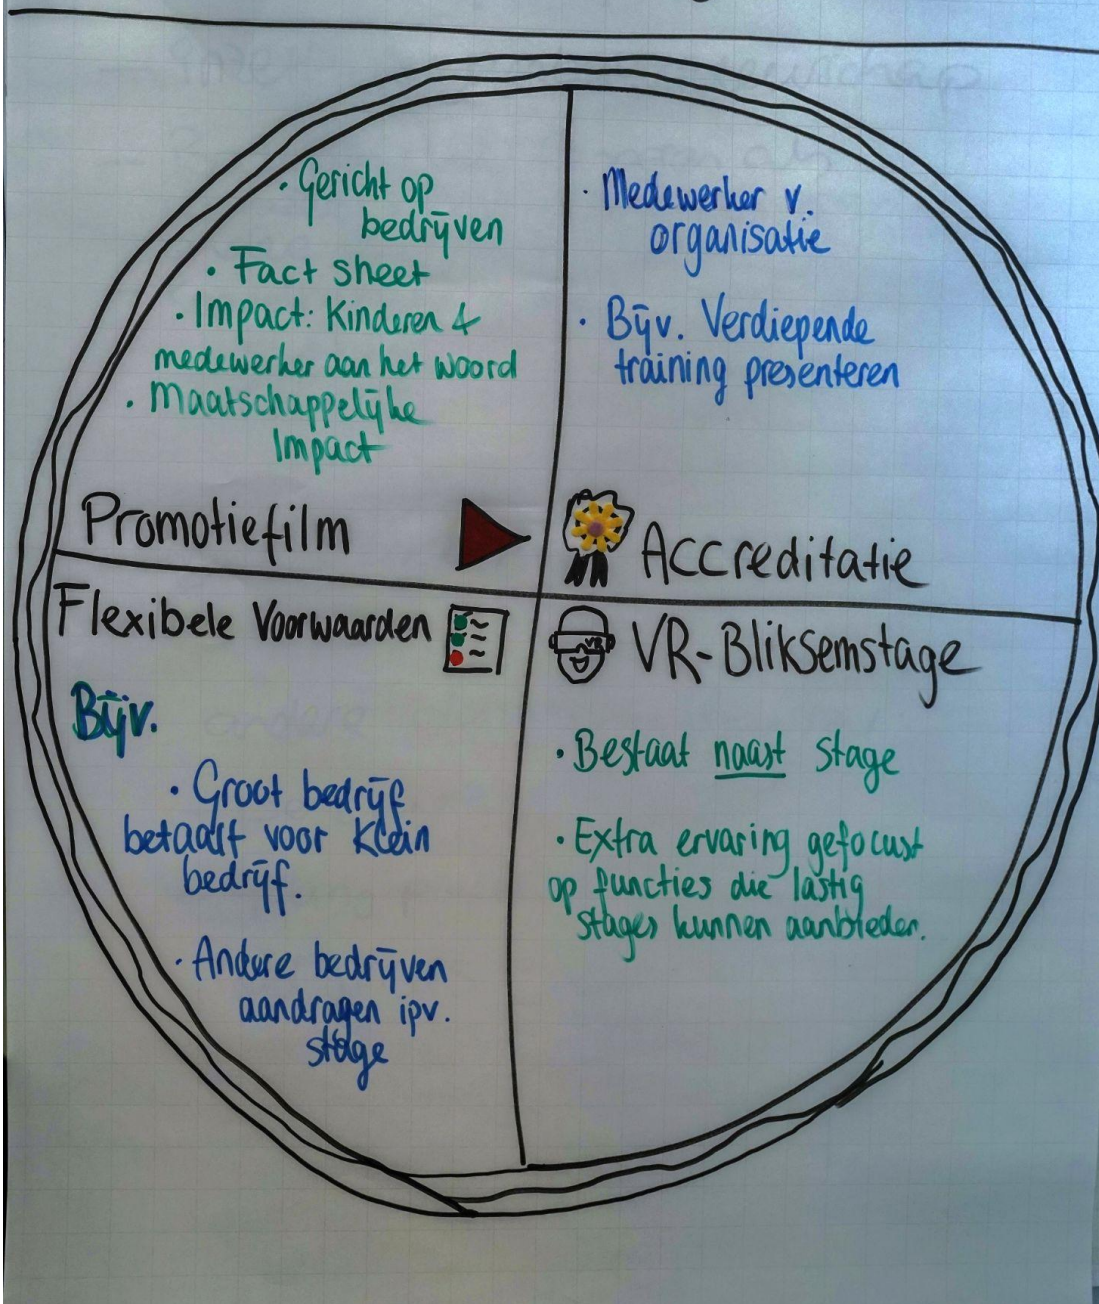 · Gericht op
bedrijven
· Fact sheet
· Impact: Kinderen &
medewerker aan het woord
· Maatschappelijke
Impact
Promotiefilm
· Medewerker v.
organisatie
· Bijv. Verdiepende
training presenteren
Accreditatie
Flexibele Voorwaarden
Bijv.
· Groot bedrijf
betaalt voor Klein
bedrijf.
· Andere bedrijven
aandragen ipv.
stage
VR
VR-Bliksemstage
· Bestaat naast stage
· Extra ervaring gefocust
op functies die lastig
stages kunnen aanbieden.